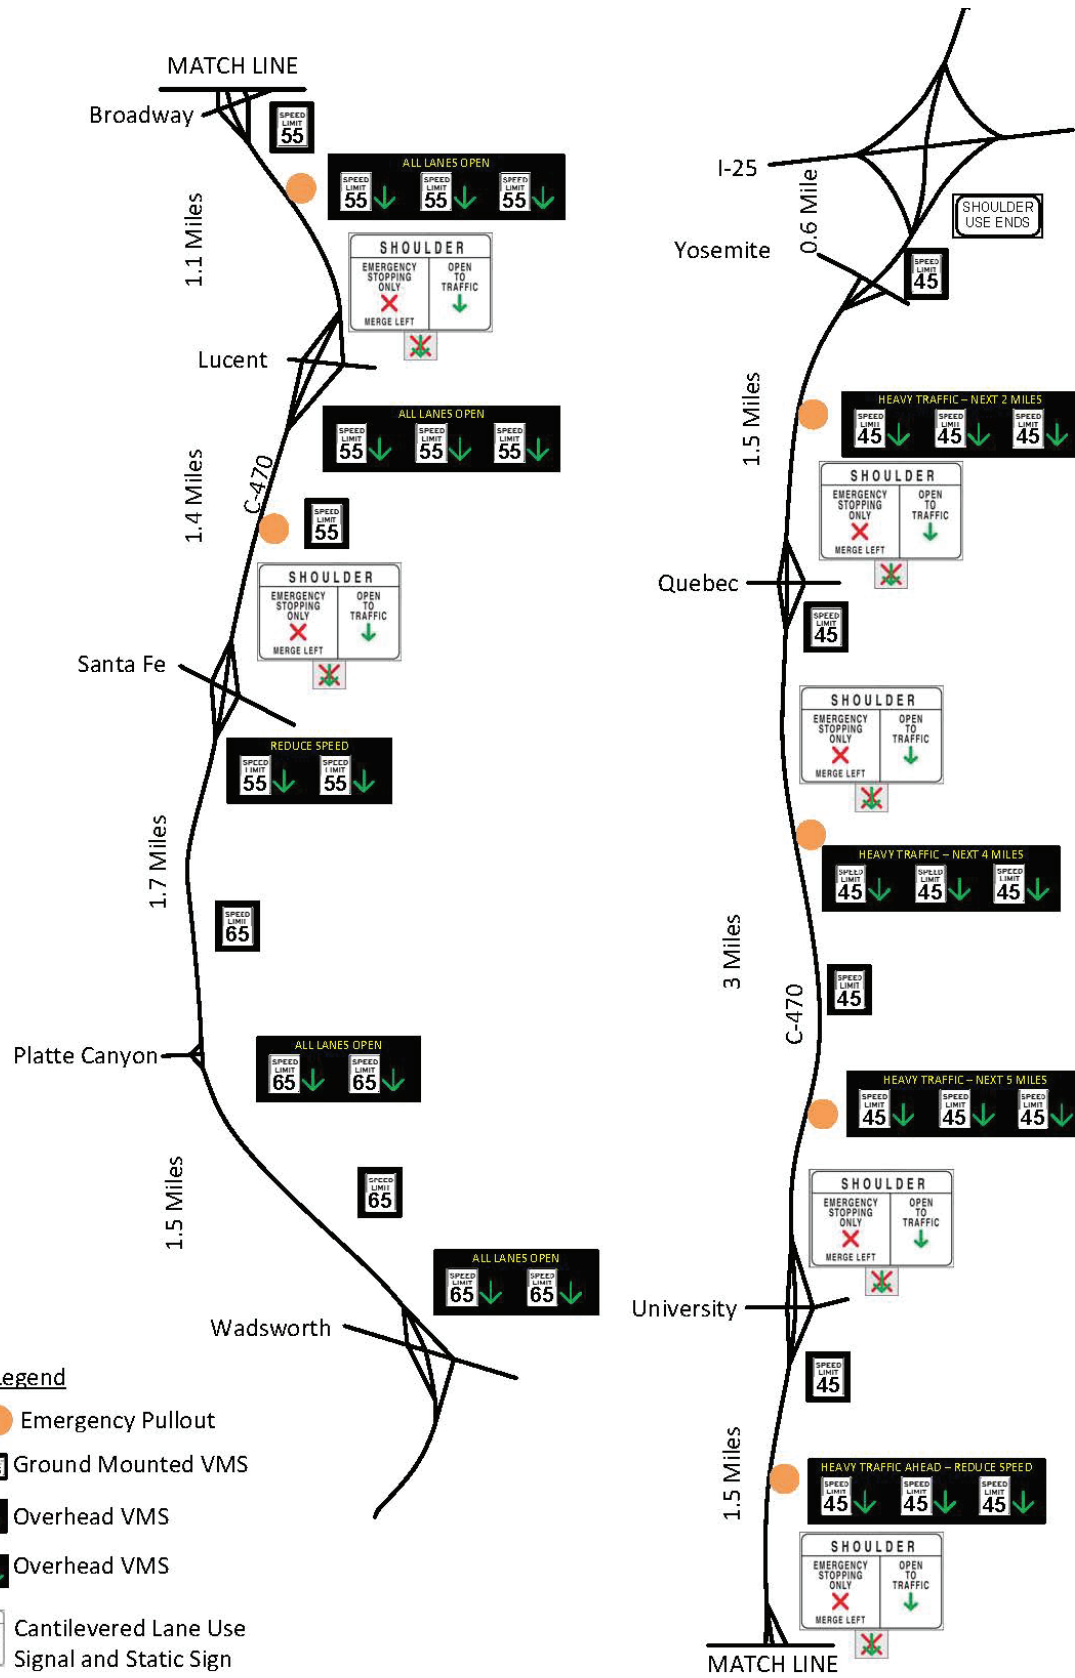 MATCH LINE
Broadway
SPEED
LIMIT
55
ALL LANES OPEN
SPEED LIMIT 55 SPEED LIMIT 55 SPEED LIMIT 55
1.1 Miles
SHOULDER
EMERGENCY STOPPING ONLY
MERGE LEFT
OPEN TO TRAFFIC
Lucent
ALL LANES OPEN
SPEED LIMIT 55 SPEED LIMIT 55 SPEED LIMIT 55
C-470
1.4 Miles
SPEED
LIMIT
55
SHOULDER
EMERGENCY STOPPING ONLY
MERGE LEFT
OPEN TO TRAFFIC
Santa Fe
REDUCE SPEED
SPEED LIMIT 55 SPEED LIMIT 55
1.7 Miles
SPEED
LIMIT
65
Platte Canyon
ALL LANES OPEN
SPEED LIMIT 65 SPEED LIMIT 65
1.5 Miles
SPEED
LIMIT
65
ALL LANES OPEN
SPEED LIMIT 65 SPEED LIMIT 65
Wadsworth
Legend
Emergency Pullout
Ground Mounted VMS
Overhead VMS
Overhead VMS
Cantilevered Lane Use
Signal and Static Sign
I-25
0.6 Mile
SHOULDER
USE ENDS
Yosemite
SPEED
LIMIT
45
1.5 Miles
HEAVY TRAFFIC – NEXT 2 MILES
SPEED LIMIT 45 SPEED LIMIT 45 SPEED LIMIT 45
SHOULDER
EMERGENCY STOPPING ONLY
MERGE LEFT
OPEN TO TRAFFIC
Quebec
SPEED
LIMIT
45
SHOULDER
EMERGENCY STOPPING ONLY
MERGE LEFT
OPEN TO TRAFFIC
HEAVY TRAFFIC – NEXT 4 MILES
SPEED LIMIT 45 SPEED LIMIT 45 SPEED LIMIT 45
3 Miles
C-470
SPEED
LIMIT
45
HEAVY TRAFFIC – NEXT 5 MILES
SPEED LIMIT 45 SPEED LIMIT 45 SPEED LIMIT 45
SHOULDER
EMERGENCY STOPPING ONLY
MERGE LEFT
OPEN TO TRAFFIC
University
SPEED
LIMIT
45
1.5 Miles
HEAVY TRAFFIC AHEAD – REDUCE SPEED
SPEED LIMIT 45 SPEED LIMIT 45 SPEED LIMIT 45
SHOULDER
EMERGENCY STOPPING ONLY
MERGE LEFT
OPEN TO TRAFFIC
MATCH LINE